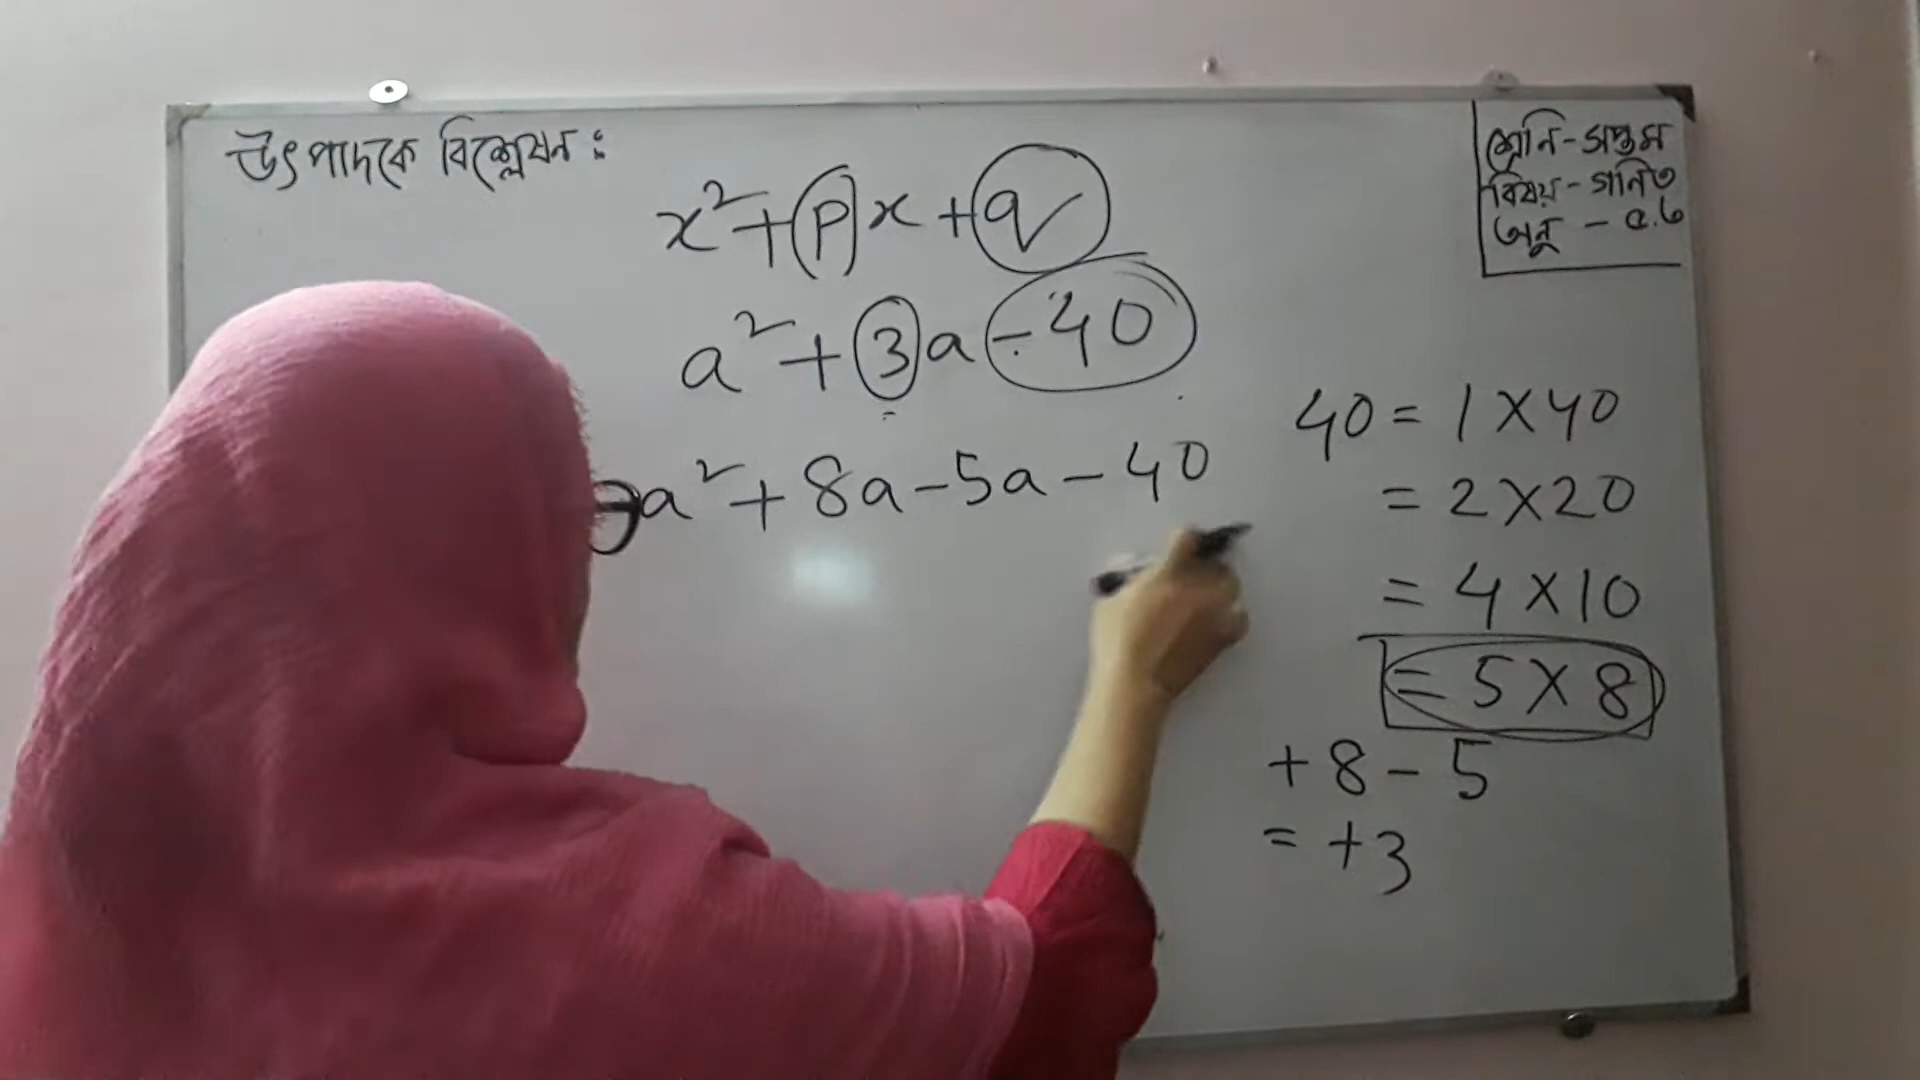 উৎপাদকে বিশ্লেষন :
শ্রেনি - সপ্তম
বিষয় - গনিত
অনু - ৫.৬
x² + px + q
a² + 3a - 40
a² + 8a - 5a - 40
40 = 1 X 40
= 2 X 20
= 4 X 10
= 5 X 8
+ 8 - 5
= + 3